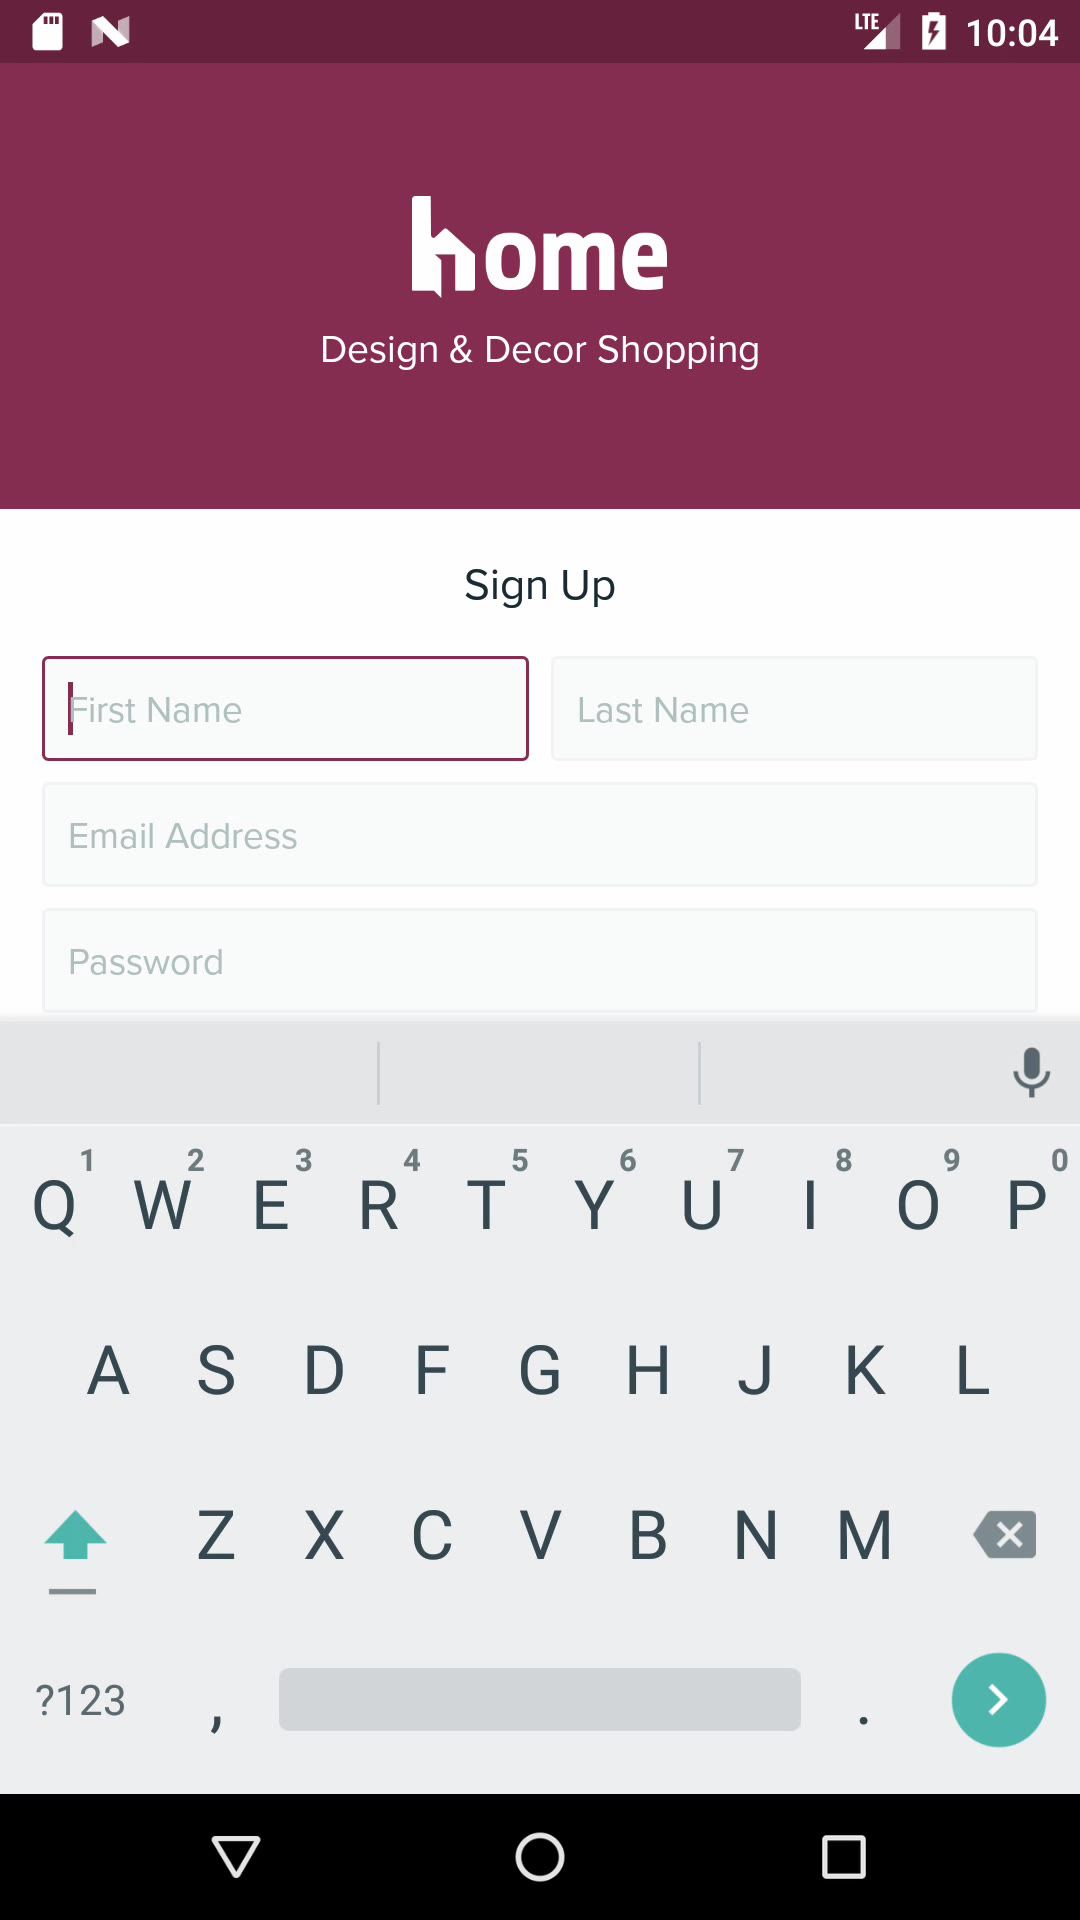 LTE 10:04
home
Design & Decor Shopping
Sign Up
First Name Last Name
Email Address
Password
1 2 3 4 5 6 7 8 9 0
Q W E R T Y U I O P
A S D F G H J K L
Z X C V B N M
?123 , .